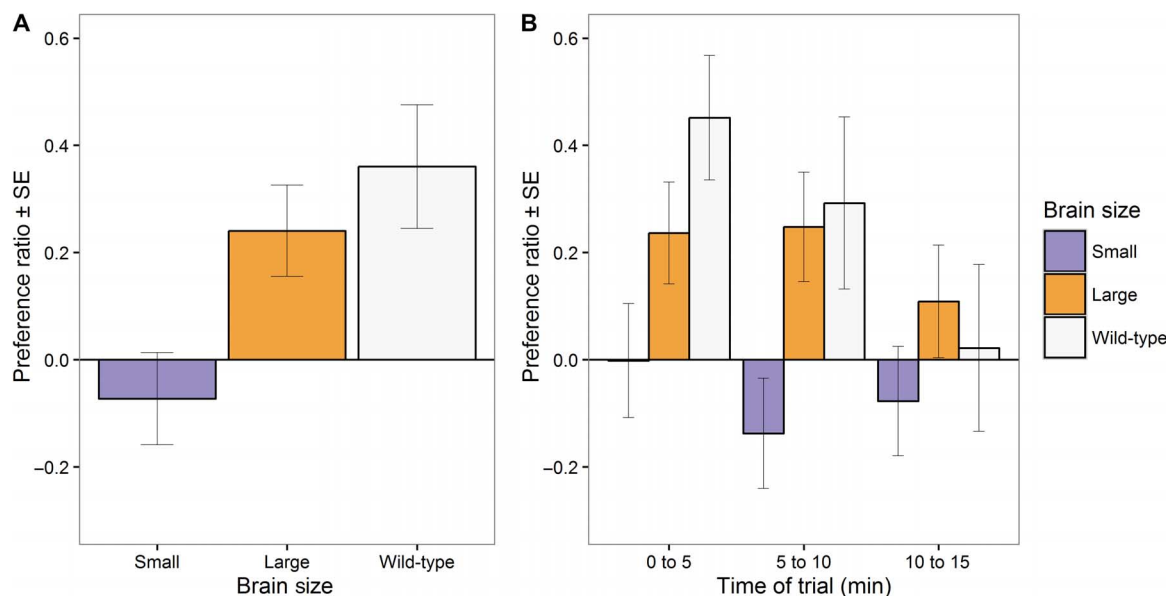 A
Preference ratio ± SE
0.6
0.4
0.2
0.0
−0.2
Small Large Wild-type
Brain size
B
Preference ratio ± SE
0.6
0.4
0.2
0.0
−0.2
0 to 5 5 to 10 10 to 15
Time of trial (min)
Brain size
Small
Large
Wild-type